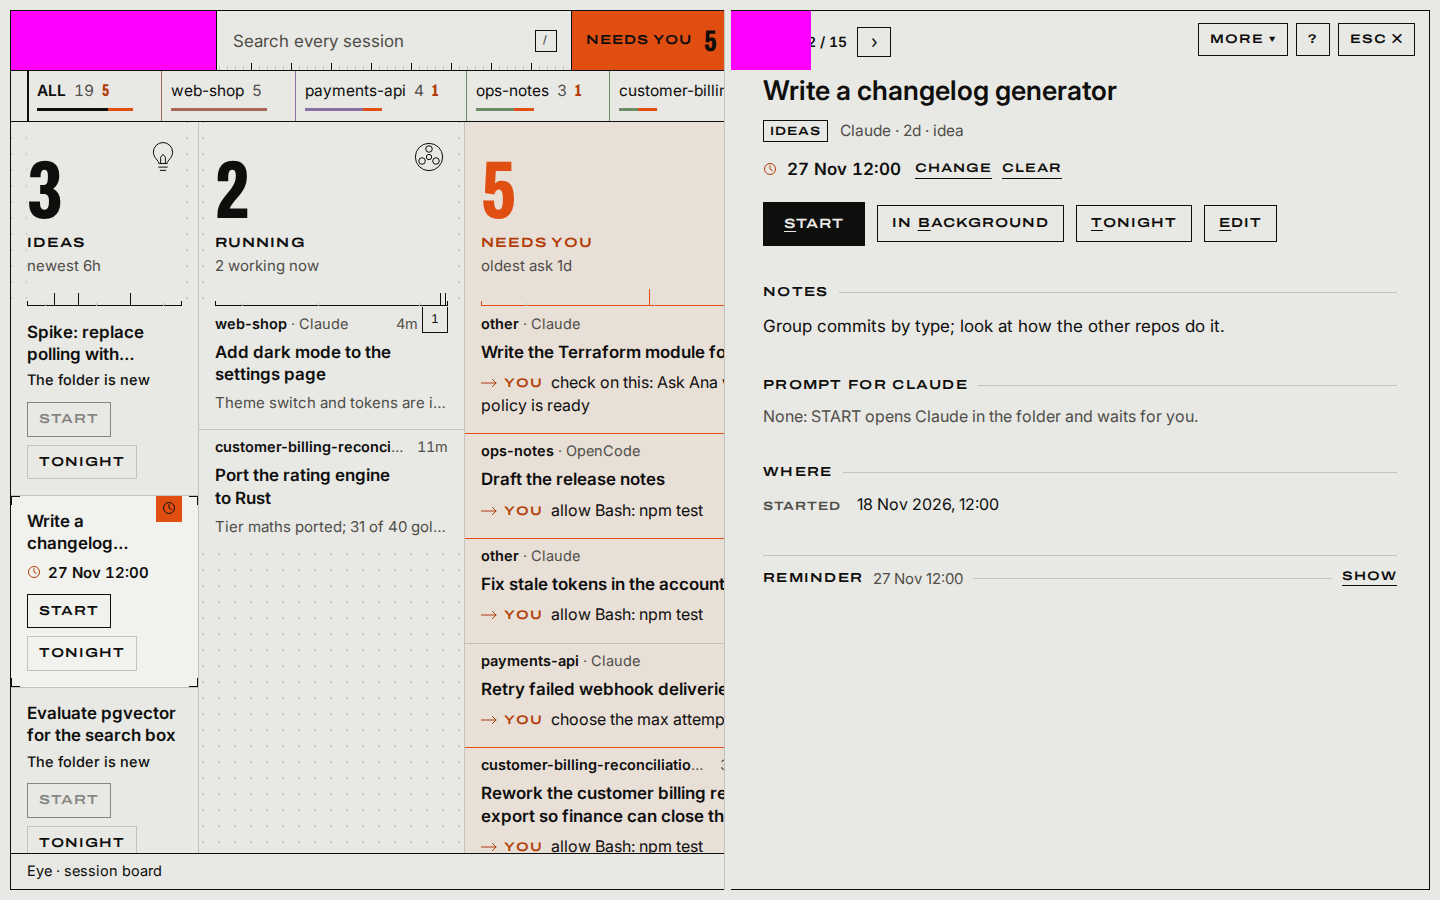 Search every session /
NEEDS YOU 5
ALL 19 5
web-shop 5
payments-api 4 1
ops-notes 3 1
customer-billin
3
IDEAS
newest 6h
Spike: replace
polling with...
The folder is new
START
TONIGHT
Write a
changelog...
27 Nov 12:00
START
TONIGHT
Evaluate pgvector
for the search box
The folder is new
START
TONIGHT
2
RUNNING
2 working now
web-shop · Claude 4m 1
Add dark mode to the
settings page
Theme switch and tokens are i...
customer-billing-reconci... 11m
Port the rating engine
to Rust
Tier maths ported; 31 of 40 gol...
5
NEEDS YOU
oldest ask 1d
other · Claude
Write the Terraform module fo
→ YOU check on this: Ask Ana
policy is ready
ops-notes · OpenCode
Draft the release notes
→ YOU allow Bash: npm test
other · Claude
Fix stale tokens in the account
→ YOU allow Bash: npm test
payments-api · Claude
Retry failed webhook deliverie
→ YOU choose the max attemp
customer-billing-reconciliatio...
Rework the customer billing re
export so finance can close th
→ YOU allow Bash: npm test
Eye · session board
/ 15 ›
MORE ▾
?
ESC ✕
Write a changelog generator
IDEAS Claude · 2d · idea
27 Nov 12:00 CHANGE CLEAR
START
IN BACKGROUND
TONIGHT
EDIT
NOTES
Group commits by type; look at how the other repos do it.
PROMPT FOR CLAUDE
None: START opens Claude in the folder and waits for you.
WHERE
STARTED 18 Nov 2026, 12:00
REMINDER 27 Nov 12:00 SHOW